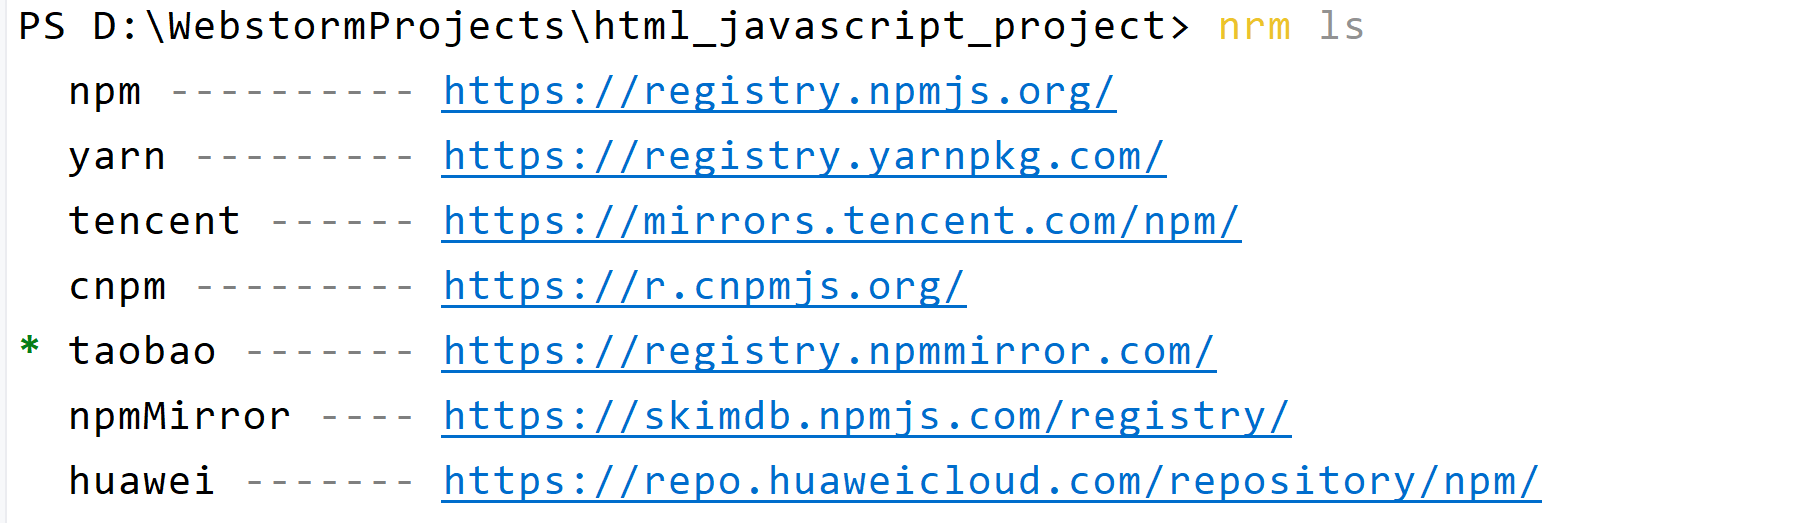 PS D:\WebstormProjects\html_javascript_project> nrm ls
npm ---------- https://registry.npmjs.org/
yarn --------- https://registry.yarnpkg.com/
tencent ------ https://mirrors.tencent.com/npm/
cnpm --------- https://r.cnpmjs.org/
* taobao ------- https://registry.npmmirror.com/
npmMirror ---- https://skimdb.npmjs.com/registry/
huawei ------- https://repo.huaweicloud.com/repository/npm/